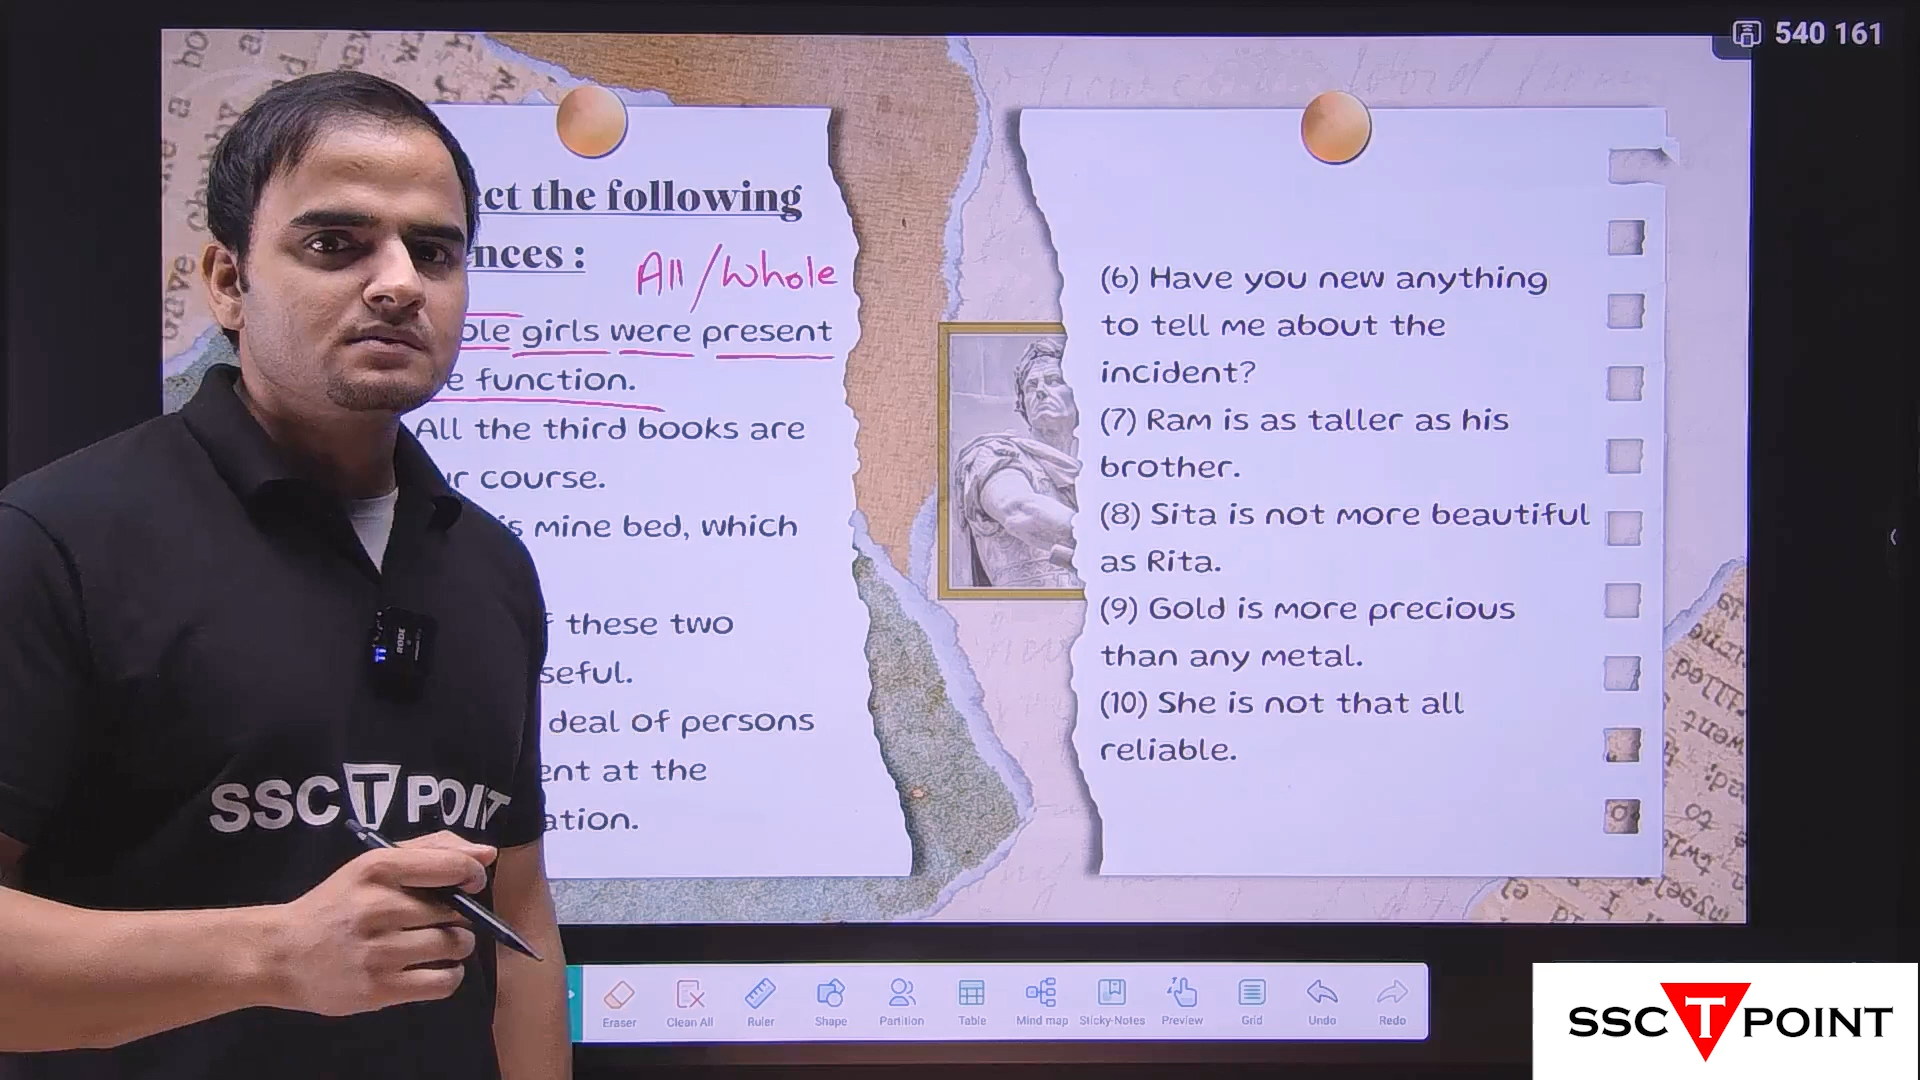 540 161
ct the following
nces :
All / Whole
ole girls were present
e function.
All the third books are
r course.
is mine bed, which
these two
seful.
deal of persons
ent at the
ation.
(6) Have you new anything
to tell me about the
incident?
(7) Ram is as taller as his
brother.
(8) Sita is not more beautiful
as Rita.
(9) Gold is more precious
than any metal.
(10) She is not that all
reliable.
RODE
SSC T POINT
Eraser Clean All Ruler Shape Partition Table Mind map Sticky-Notes Preview Grid Undo Redo
SSC T POINT